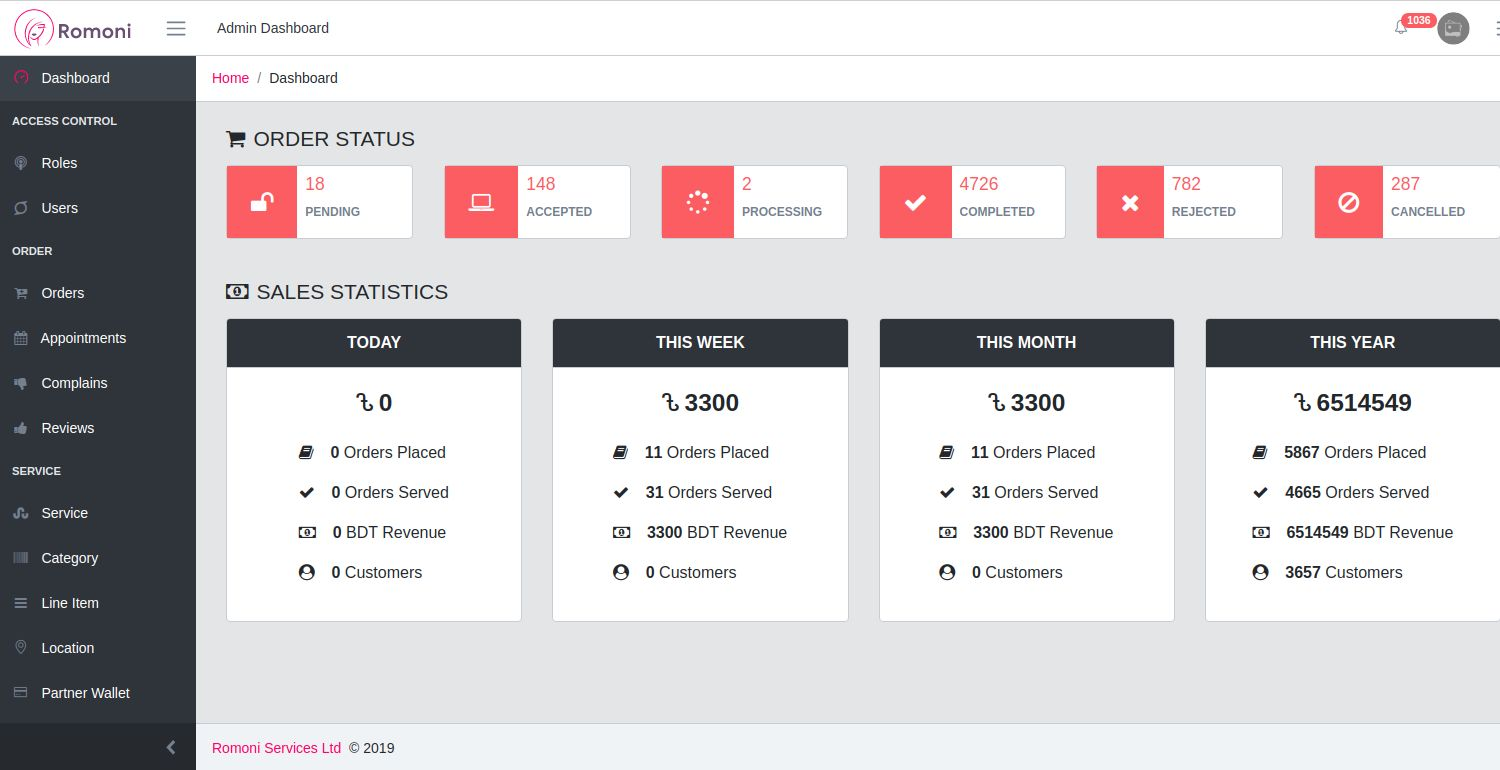 Romoni
Admin Dashboard
1036
Dashboard
Home / Dashboard
ACCESS CONTROL
Roles
Users
ORDER
Orders
Appointments
Complains
Reviews
SERVICE
Service
Category
Line Item
Location
Partner Wallet
ORDER STATUS
18
PENDING
148
ACCEPTED
2
PROCESSING
4726
COMPLETED
782
REJECTED
287
CANCELLED
SALES STATISTICS
TODAY
৳ 0
0 Orders Placed
0 Orders Served
0 BDT Revenue
0 Customers
THIS WEEK
৳ 3300
11 Orders Placed
31 Orders Served
3300 BDT Revenue
0 Customers
THIS MONTH
৳ 3300
11 Orders Placed
31 Orders Served
3300 BDT Revenue
0 Customers
THIS YEAR
৳ 6514549
5867 Orders Placed
4665 Orders Served
6514549 BDT Revenue
3657 Customers
Romoni Services Ltd © 2019